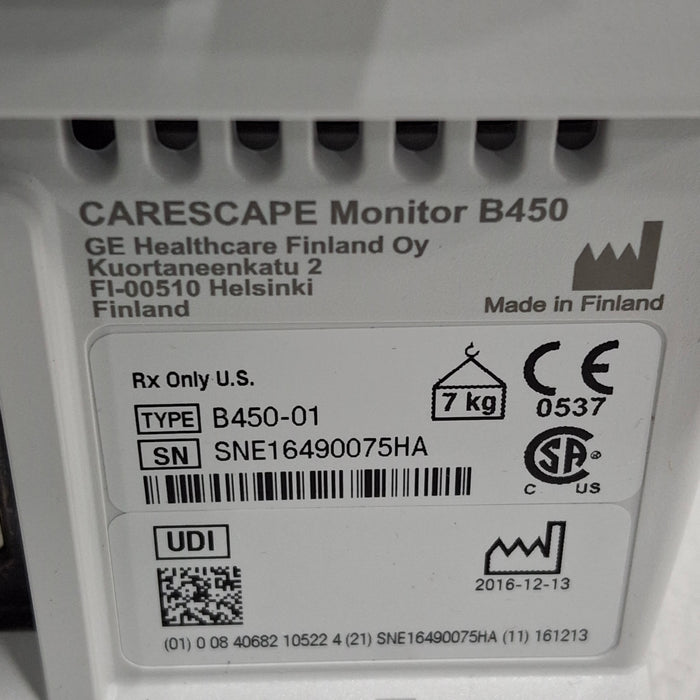 CARESCAPE Monitor B450
GE Healthcare Finland Oy
Kuortaneenkatu 2
FI-00510 Helsinki
Finland
Made in Finland
Rx Only U.S.
7 kg
CE
0537
TYPE B450-01
SN SNE16490075HA
SA ®
C US
UDI
2016-12-13
(01) 0 08 40682 10522 4 (21) SNE16490075HA (11) 161213